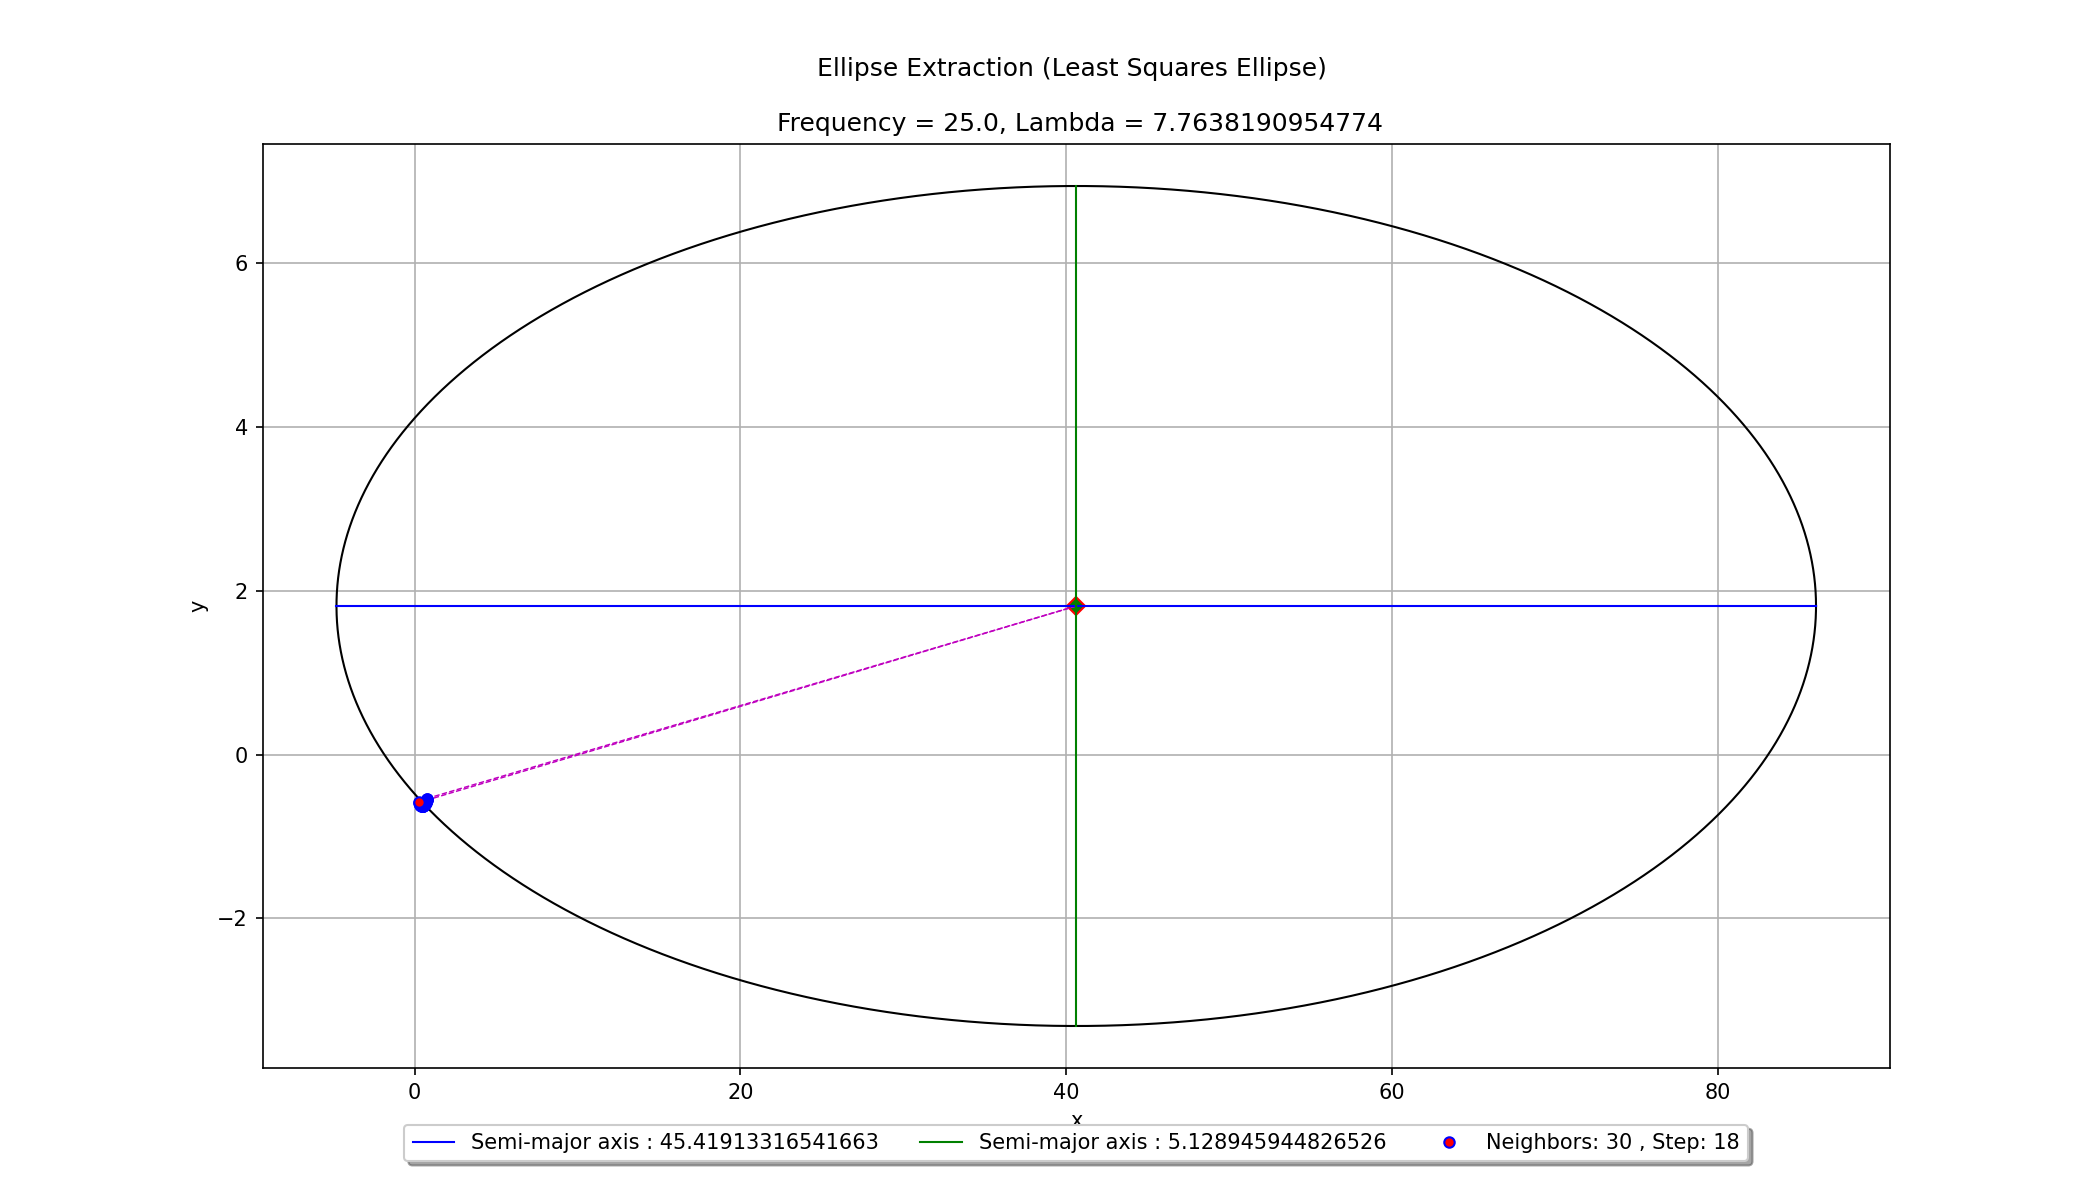 Ellipse Extraction (Least Squares Ellipse)
Frequency = 25.0, Lambda = 7.7638190954774
6
4
2
0
−2
y
0 20 40 60 80
x
Semi-major axis : 45.41913316541663 Semi-major axis : 5.128945944826526 Neighbors: 30 , Step: 18